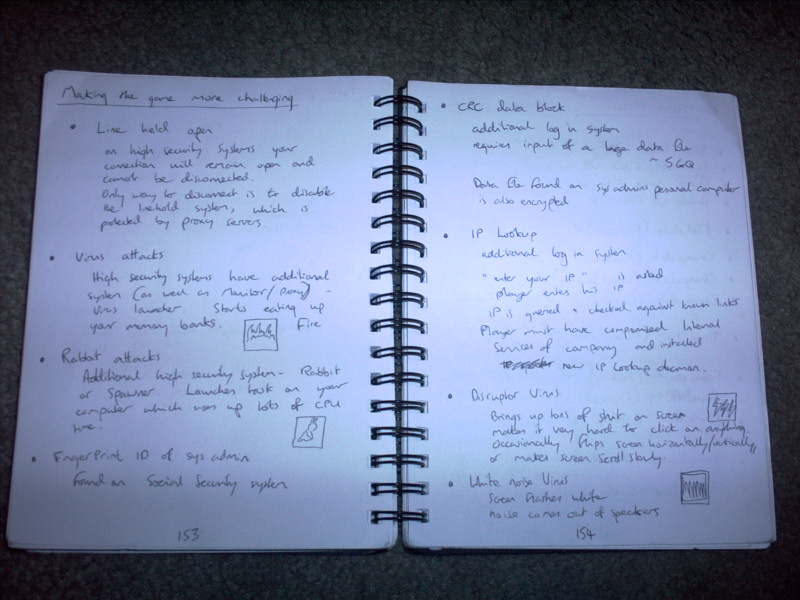 Making the game more challenging
• Line held open
on high security systems your
connection will remain open and
cannot be disconnected.
Only way to disconnect is to disable
the linehold system, which is
protected by proxy servers.
• Virus attacks
High security systems have additional
system (as well as Monitor/Proxy) -
Virus launcher. Starts eating up
your memory banks.
Fire
• Rabbit attacks
Additional high security system - Rabbit
or Spawner. Launches task on your
computer which uses up lots of CPU
time.
• FingerPrint ID of sys admin
Found on Social Security system
153
• CRC data block
additional log in system
requires input of a large data file
~ 5GQ
Data file found on sys admins personal computer
is also encrypted
• IP Lookup
additional log in system
"enter your IP" is asked
player enters his IP
IP is queried + checked against known links
Player must have compromised Internal
Services of company and installed
new IP Lookup daemon.
• Disruptor Virus
Brings up loads of shit on screen
makes it very hard to click on anything.
Occasionally flips screen horizontally/vertically,
or makes screen scroll slowly.
• White noise Virus
Screen flashes white
noise comes out of speakers
154